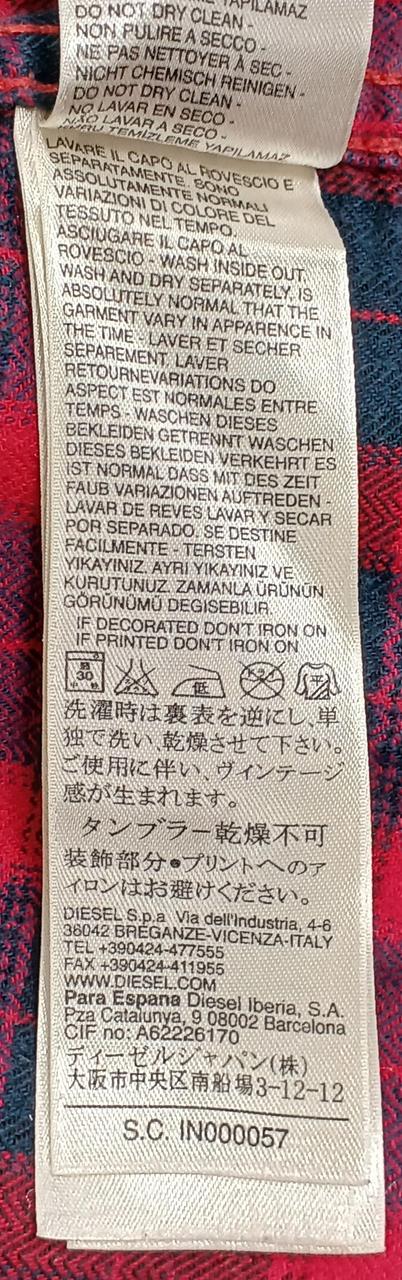 YAPILAMAZ
DO NOT DRY CLEAN -
NON PULIRE A SECCO -
NE PAS NETTOYER À SEC -
NICHT CHEMISCH REINIGEN -
DO NOT DRY CLEAN -
NO LAVAR EN SECO -
NÃO LAVAR A SECO -
KURU TEMİZLEME YAPILAMAZ
LAVARE IL CAPO AL ROVESCIO E
SEPARATAMENTE. SONO
ASSOLUTAMENTE NORMALI
VARIAZIONI DI COLORE DEL
TESSUTO NEL TEMPO.
ASCIUGARE IL CAPO AL
ROVESCIO - WASH INSIDE OUT.
WASH AND DRY SEPARATELY. IS
ABSOLUTELY NORMAL THAT THE
GARMENT VARY IN APPARENCE IN
THE TIME - LAVER ET SECHER
SEPAREMENT. LAVER
RETOURNEVARIATIONS DO
ASPECT EST NORMALES ENTRE
TEMPS - WASCHEN DIESES
BEKLEIDEN GETRENNT WASCHEN
DIESES BEKLEIDEN VERKEHRT ES
IST NORMAL DASS MIT DES ZEIT
FAUB VARIAZIONEN AUFTREDEN -
LAVAR DE REVES LAVAR Y SECAR
POR SEPARADO. SE DESTINE
FACILMENTE - TERSTEN
YIKAYINIZ. AYRI YIKAYINIZ VE
KURUTUNUZ. ZAMANLA ÜRÜNÜN
GÖRÜNÜMÜ DEGISEBILIR.
IF DECORATED DON'T IRON ON
IF PRINTED DON'T IRON ON
30 低 平
洗濯時は裏表を逆にし、単
独で洗い、乾燥させて下さい。
ご使用に伴い、ヴィンテージ
感が生まれます。
タンブラー乾燥不可
装飾部分●プリントへのア
イロンはお避けください。
DIESEL S.p.a Via dell'Industria, 4-6
36042 BREGANZE-VICENZA-ITALY
TEL +390424-477555
FAX +390424-411955
WWW.DIESEL.COM
Para Espana Diesel Iberia, S.A.
Pza Catalunya, 9 08002 Barcelona
CIF no: A62226170
ディーゼルジャパン(株)
大阪市中央区南船場3-12-12
S.C. IN000057